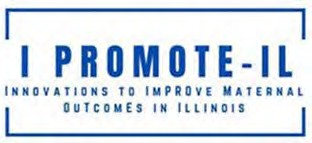 I PROMOTE-IL
INNOVATIONS TO IMPROVE MATERNAL
OUTCOMES IN ILLINOIS